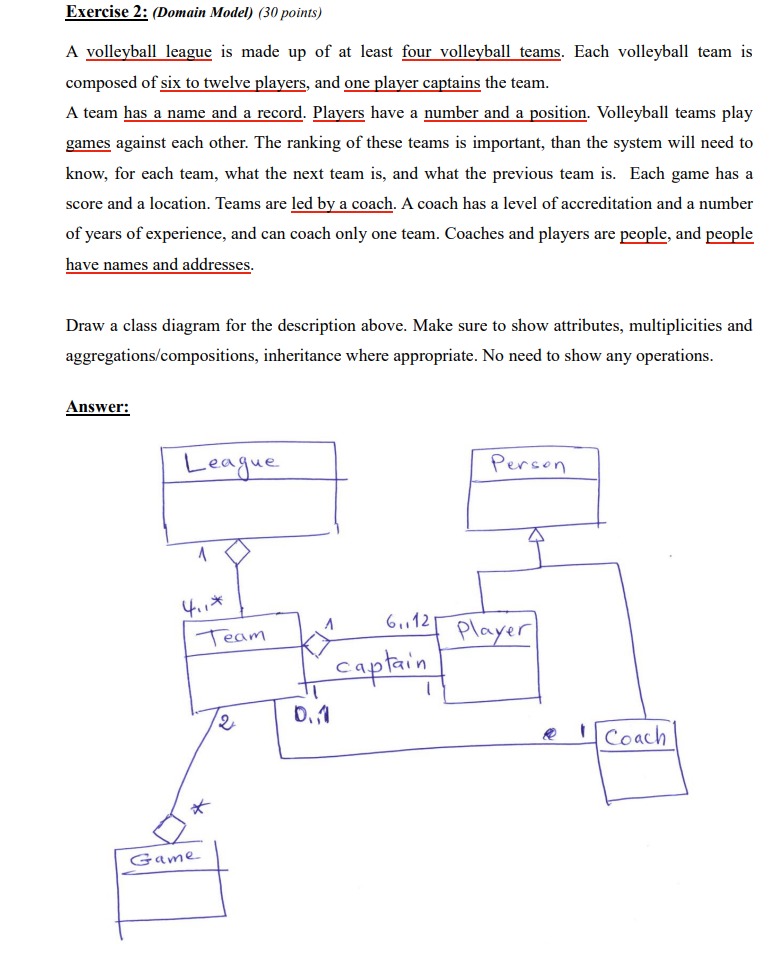 Exercise 2: (Domain Model) (30 points)
A volleyball league is made up of at least four volleyball teams. Each volleyball team is
composed of six to twelve players, and one player captains the team.
A team has a name and a record. Players have a number and a position. Volleyball teams play
games against each other. The ranking of these teams is important, than the system will need to
know, for each team, what the next team is, and what the previous team is. Each game has a
score and a location. Teams are led by a coach. A coach has a level of accreditation and a number
of years of experience, and can coach only one team. Coaches and players are people, and people
have names and addresses.
Draw a class diagram for the description above. Make sure to show attributes, multiplicities and
aggregations/compositions, inheritance where appropriate. No need to show any operations.
Answer:
League
Person
1
4..*
Team
1
6..12
Player
captain
1
1
2
0..1
1
Coach
*
Game